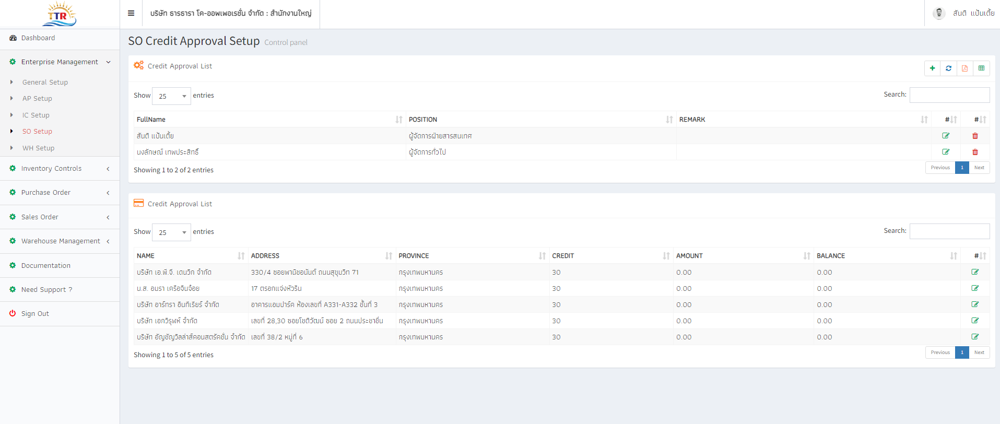 TTR
บริษัท ธารธารา โค-ออพเพอเรชั่น จำกัด : สำนักงานใหญ่
สันติ แป้นเตี้ย
Dashboard
Enterprise Management
General Setup
AP Setup
IC Setup
SO Setup
WH Setup
Inventory Controls
Purchase Order
Sales Order
Warehouse Management
Documentation
Need Support ?
Sign Out
SO Credit Approval Setup Control panel
Credit Approval List
Show 25 entries Search:
FullName POSITION REMARK # #
สันติ แป้นเตี้ย ผู้จัดการฝ่ายสารสนเทศ
นงลักษณ์ เทพประสิทธิ์ ผู้จัดการทั่วไป
Showing 1 to 2 of 2 entries Previous 1 Next
Credit Approval List
Show 25 entries Search:
NAME ADDRESS PROVINCE CREDIT AMOUNT BALANCE #
บริษัท เอ.พี.จี. เดนวิก จำกัด 330/4 ซอยพานิชอนันต์ ถนนสุขุมวิท 71 กรุงเทพมหานคร 30 0.00 0.00
น.ส. อมรา เครือจินจ๋อย 17 ตรอกแจ่งหัวริน กรุงเทพมหานคร 30 0.00 0.00
บริษัท อาร์ทรา อินทีเรียร์ จำกัด อาคารแอมปาร์ค ห้องเลขที่ A331-A332 ชั้นที่ 3 กรุงเทพมหานคร 30 0.00 0.00
บริษัท เอกวิรุฬห์ จำกัด เลขที่ 28,30 ซอยโชติวัฒน์ ซอย 2 ถนนประชาชื่น กรุงเทพมหานคร 30 0.00 0.00
บริษัท อัญชัญวิลล่าส์คอนสตรัคชั่น จำกัด เลขที่ 38/2 หมู่ที่ 6 กรุงเทพมหานคร 30 0.00 0.00
Showing 1 to 5 of 5 entries Previous 1 Next